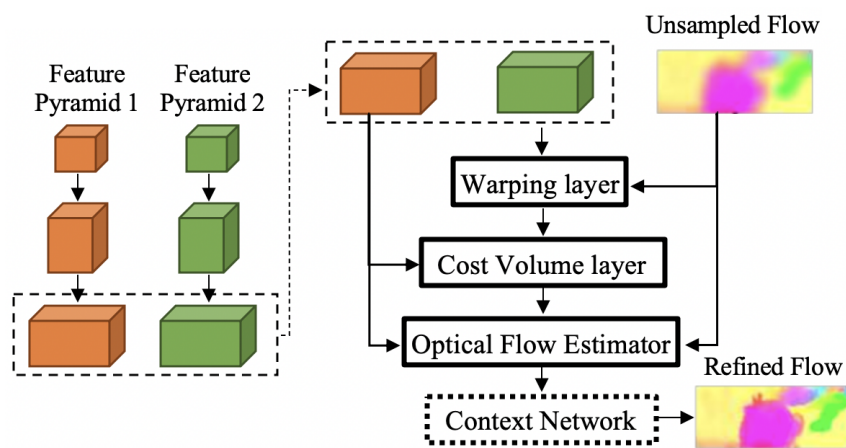 Unsampled Flow
Feature
Pyramid 1
Feature
Pyramid 2
Warping layer
Cost Volume layer
Optical Flow Estimator
Refined Flow
Context Network